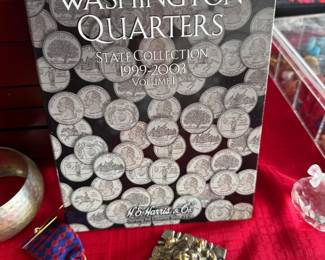 WASHINGTON
QUARTERS
STATE COLLECTION
1999-2003
VOLUME I
H.E. Harris & Co.